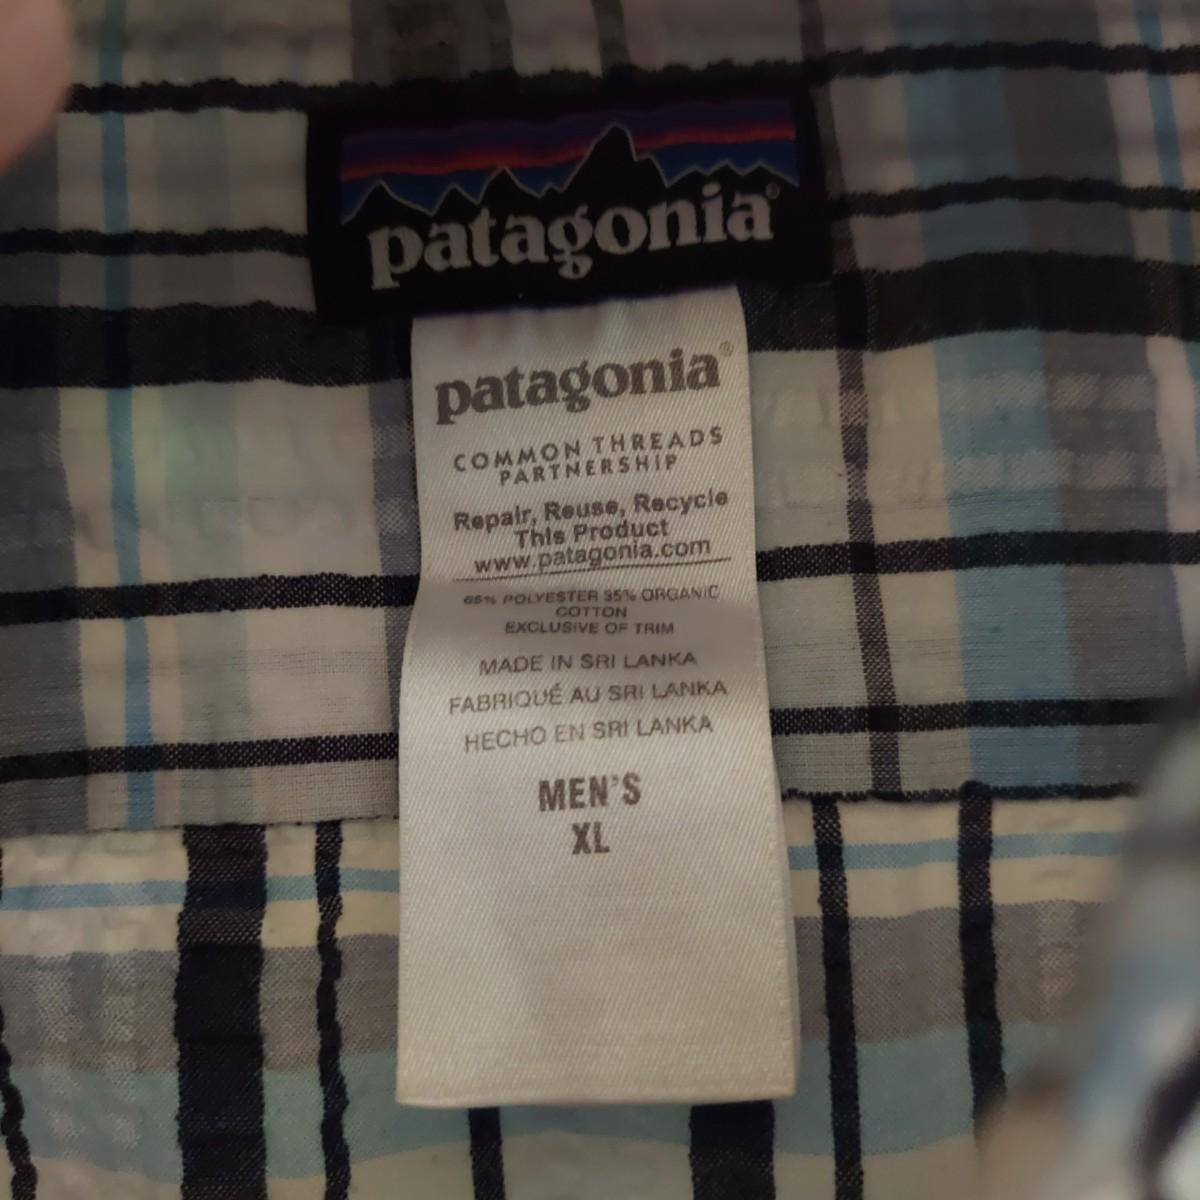 patagonia®
patagonia®
COMMON THREADS
PARTNERSHIP
Repair, Reuse, Recycle
This Product
www.patagonia.com
65% POLYESTER 35% ORGANIC
COTTON
EXCLUSIVE OF TRIM
MADE IN SRI LANKA
FABRIQUÉ AU SRI LANKA
HECHO EN SRI LANKA
MEN'S
XL